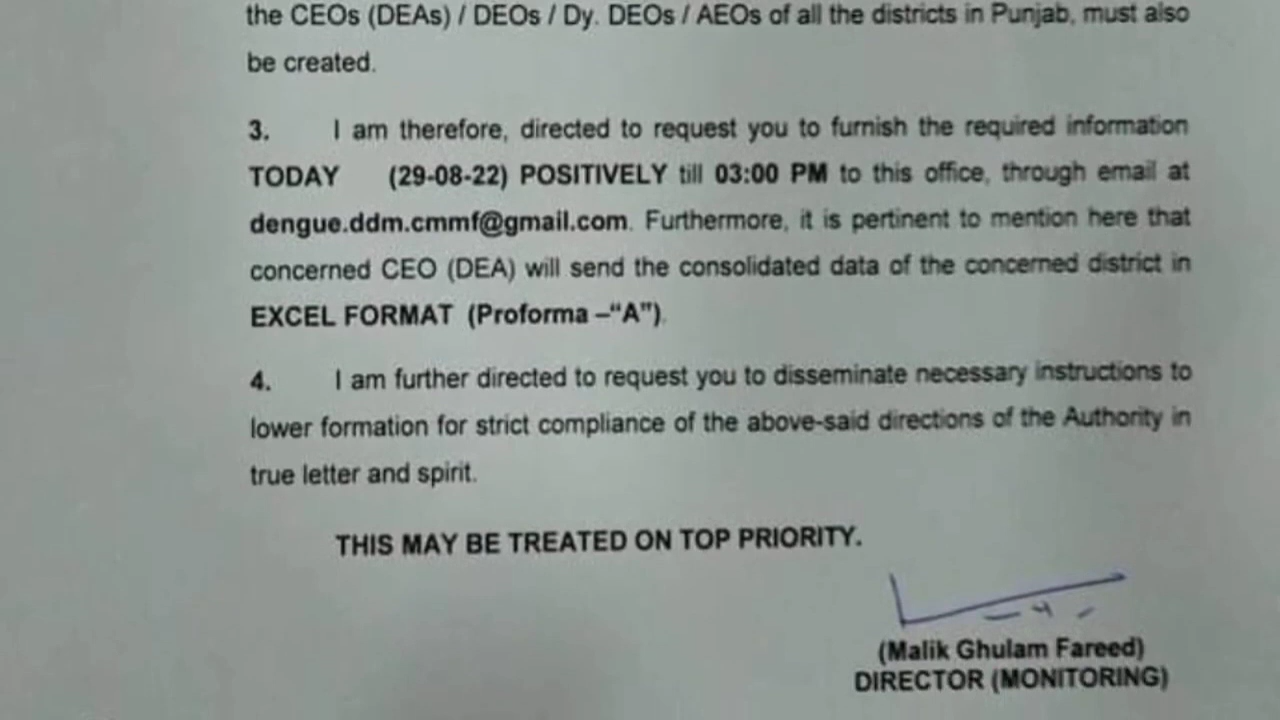 the CEOs (DEAs) / DEOs / Dy. DEOs / AEOs of all the districts in Punjab, must also
be created.
3. I am therefore, directed to request you to furnish the required information
TODAY (29-08-22) POSITIVELY till 03:00 PM to this office, through email at
dengue.ddm.cmmf@gmail.com. Furthermore, it is pertinent to mention here that
concerned CEO (DEA) will send the consolidated data of the concerned district in
EXCEL FORMAT (Proforma –“A”).
4. I am further directed to request you to disseminate necessary instructions to
lower formation for strict compliance of the above-said directions of the Authority in
true letter and spirit.
THIS MAY BE TREATED ON TOP PRIORITY.
(Malik Ghulam Fareed)
DIRECTOR (MONITORING)